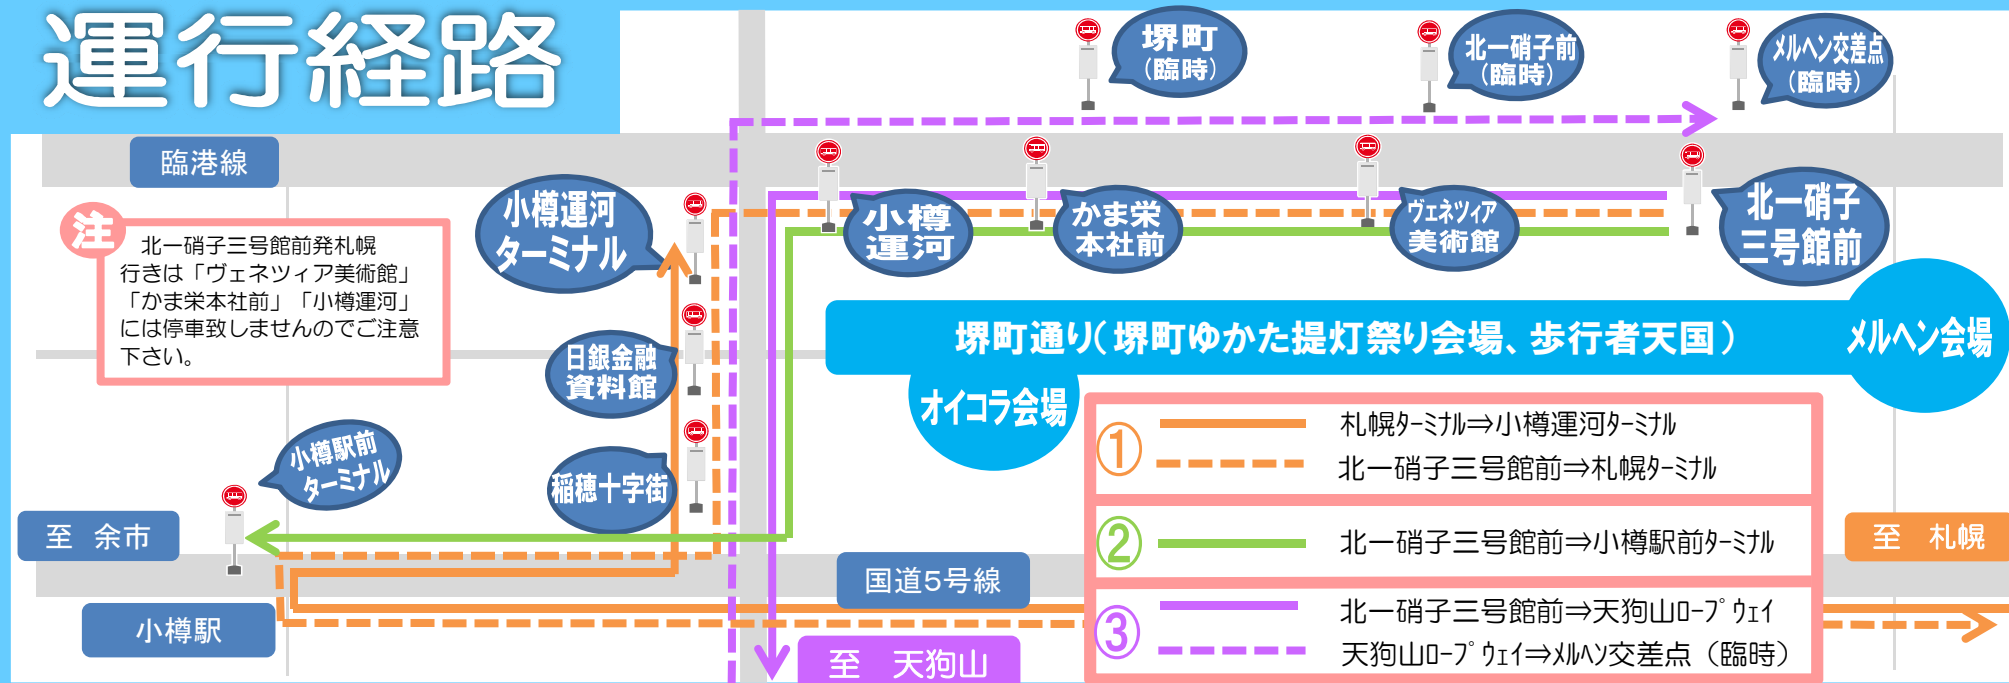 運行経路
堺町
（臨時）
北一硝子前
（臨時）
メルヘン交差点
（臨時）
臨港線
小樽運河
ターミナル
小樽
運河
かま栄
本社前
ヴェネツィア
美術館
北一硝子
三号館前
注
北一硝子三号館前発札幌
行きは「ヴェネツィア美術館」
「かま栄本社前」「小樽運河」
には停車致しませんのでご注意
下さい。
日銀金融
資料館
堺町通り（堺町ゆかた提灯祭り会場、歩行者天国）
メルヘン会場
オイコラ会場
小樽駅前
ターミナル
稲穂十字街
① 札幌ﾀｰﾐﾅﾙ⇒小樽運河ﾀｰﾐﾅﾙ
北一硝子三号館前⇒札幌ﾀｰﾐﾅﾙ
② 北一硝子三号館前⇒小樽駅前ﾀｰﾐﾅﾙ
③ 北一硝子三号館前⇒天狗山ﾛｰﾌﾟｳｪｲ
天狗山ﾛｰﾌﾟｳｪｲ⇒ﾒﾙﾍﾝ交差点（臨時）
至　余市
至　札幌
国道5号線
小樽駅
至　天狗山